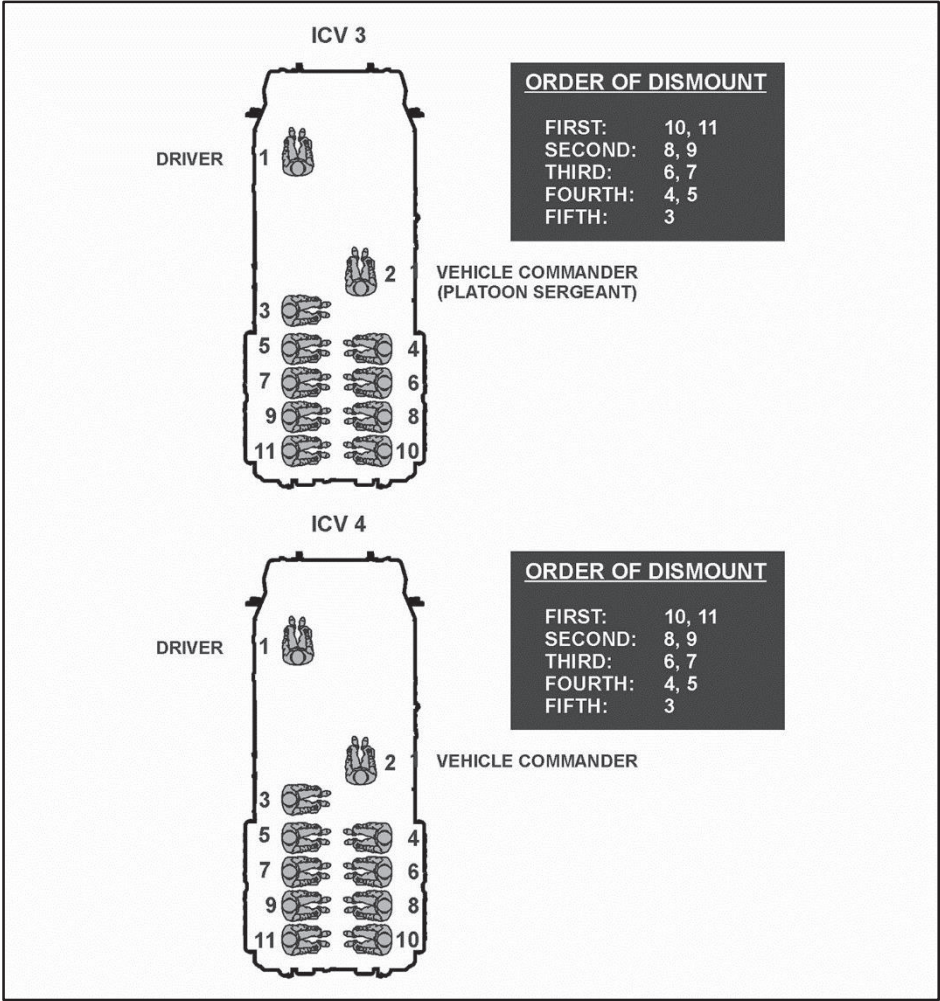 ICV 3
ORDER OF DISMOUNT
FIRST: 10, 11
SECOND: 8, 9
THIRD: 6, 7
FOURTH: 4, 5
FIFTH: 3
DRIVER 1
2 VEHICLE COMMANDER
(PLATOON SERGEANT)
3
5 4
7 6
9 8
11 10
ICV 4
ORDER OF DISMOUNT
FIRST: 10, 11
SECOND: 8, 9
THIRD: 6, 7
FOURTH: 4, 5
FIFTH: 3
DRIVER 1
2 VEHICLE COMMANDER
3
5 4
7 6
9 8
11 10